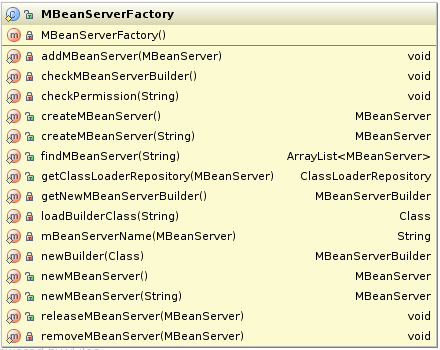 MBeanServerFactory
MBeanServerFactory()
addMBeanServer(MBeanServer) void
checkMBeanServerBuilder() void
checkPermission(String) void
createMBeanServer() MBeanServer
createMBeanServer(String) MBeanServer
findMBeanServer(String) ArrayList<MBeanServer>
getClassLoaderRepository(MBeanServer) ClassLoaderRepository
getNewMBeanServerBuilder() MBeanServerBuilder
loadBuilderClass(String) Class
mBeanServerName(MBeanServer) String
newBuilder(Class) MBeanServerBuilder
newMBeanServer() MBeanServer
newMBeanServer(String) MBeanServer
releaseMBeanServer(MBeanServer) void
removeMBeanServer(MBeanServer) void